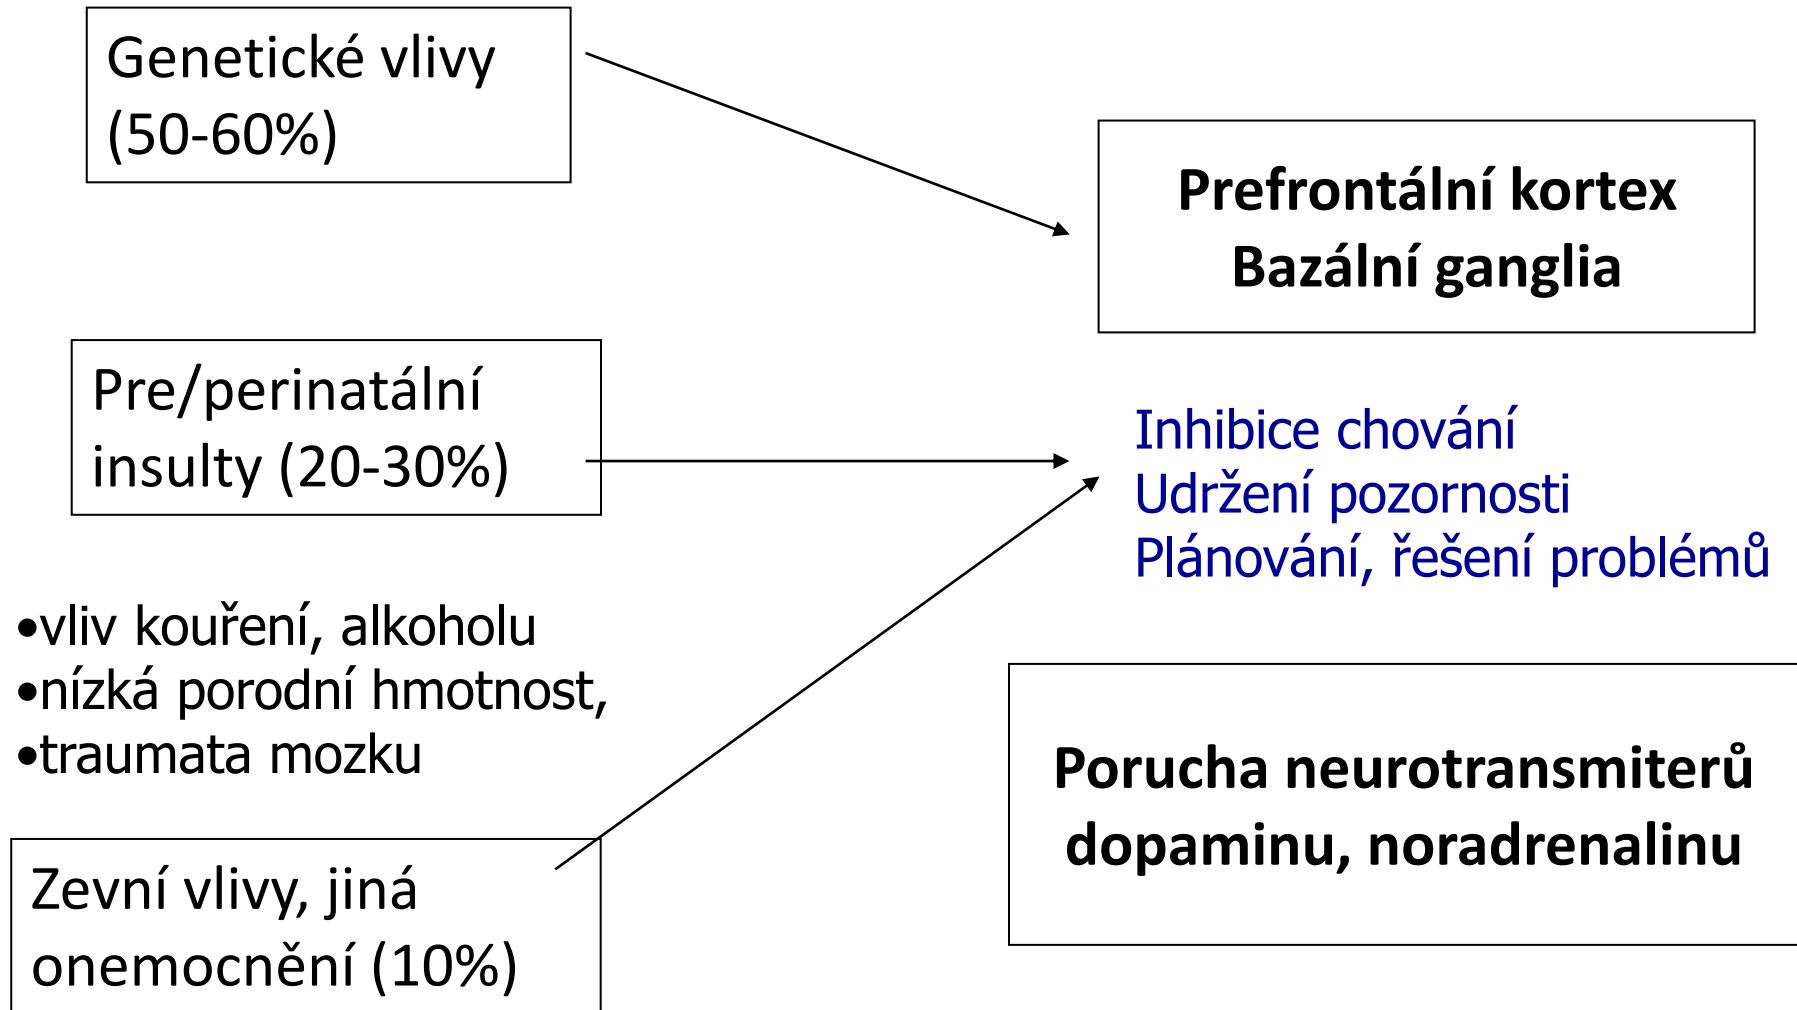 Genetické vlivy
(50-60%)
Prefrontální kortex
Bazální ganglia
Pre/perinatální
insulty (20-30%)
Inhibice chování
Udržení pozornosti
Plánování, řešení problémů
•vliv kouření, alkoholu
•nízká porodní hmotnost,
•traumata mozku
Porucha neurotransmiterů
dopaminu, noradrenalinu
Zevní vlivy, jiná
onemocnění (10%)